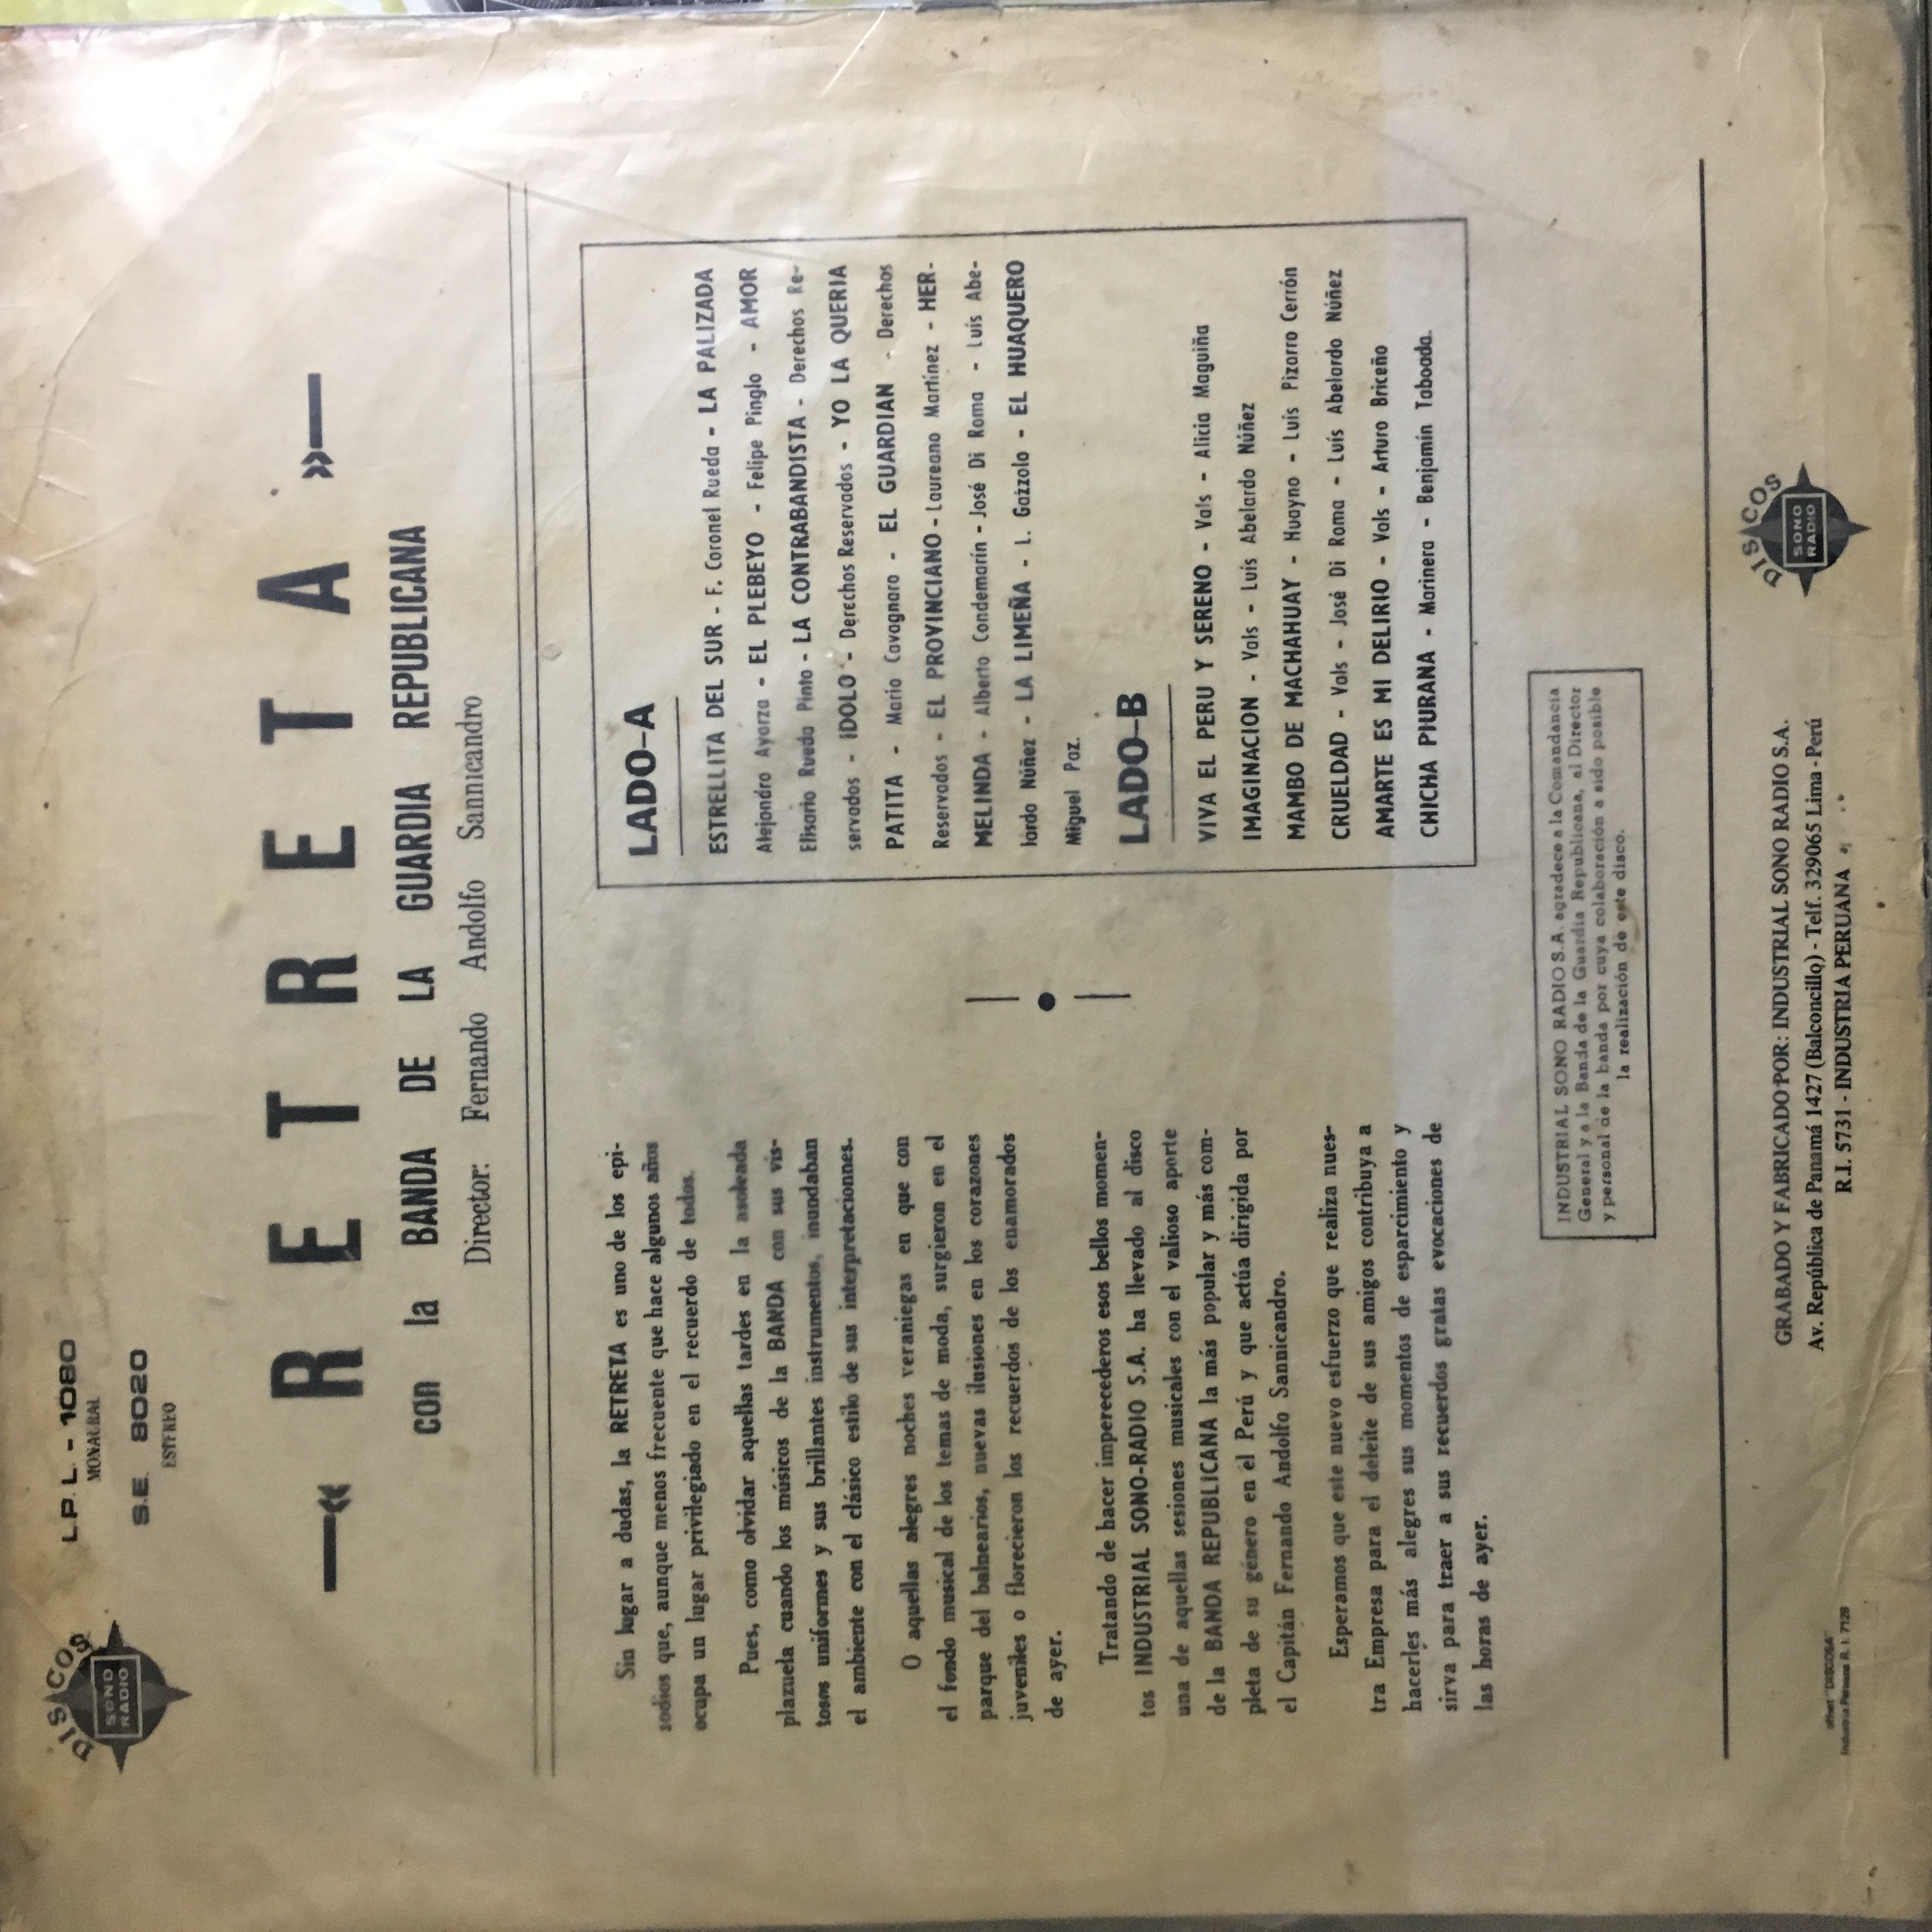 DISCOS
SONO
RADIO
L.P. L - 1080
MONAURAL
S.E. 8020
ESTEREO
—« RETRETA »—
con la BANDA DE LA GUARDIA REPUBLICANA
Director: Fernando Andolfo Sannicandro
Sin lugar a dudas, la RETRETA es uno de los epi-
sodios que, aunque menos frecuente que hace algunos años
ocupa un lugar privilegiado en el recuerdo de todos.
Pues, como olvidar aquellas tardes en la asoleada
plazuela cuando los músicos de la BANDA con sus vis-
tosos uniformes y sus brillantes instrumentos, inundaban
el ambiente con el clásico estilo de sus interpretacionnes.
O aquellas alegres noches veraniegas en que con
el fondo musical de los temas de moda, surgieron en el
parque del balnearios, nuevas ilusiones en los corazones
juveniles o florecieron los recuerdos de los enamorados
de ayer.
Tratando de hacer imperecederos esos bellos momen-
tos INDUSTRIAL SONO-RADIO S.A. ha llevado al disco
una de aquellas sesiones musicales con el valioso aporte
de la BANDA REPUBLICANA la más popular y más com-
pleta de su género en el Perú y que actúa dirigida por
el Capitán Fernando Andolfo Sannicandro.
Esperamos que este nuevo esfuerzo que realiza nues-
tra Empresa para el deleite de sus amigos contribuya a
hacerles más alegres sus momentos de esparcimiento y
sirva para traer a sus recuerdos gratas evocaciones de
las horas de ayer.
LADO-A
ESTRELLITA DEL SUR - F. Coronel Rueda - LA PALIZADA
Alejandro Ayarza - EL PLEBEYO - Felipe Pinglo - AMOR
Elisario Rueda Pinto - LA CONTRABANDISTA - Derechos Re-
servados - IDOLO - Derechos Reservados - YO LA QUERIA
PATITA - Mario Cavagnaro - EL GUARDIAN - Derechos
Reservados - EL PROVINCIANO - Laureano Martínez - HER-
MELINDA - Alberto Condemarín - José Di Roma - Luis Abe-
lardo Núñez - LA LIMEÑA - L. Gazzolo - EL HUAQUERO
Miguel Paz.
LADO-B
VIVA EL PERU Y SERENO - Vals - Alicia Maguiña
IMAGINACION - Vals - Luis Abelardo Núñez
MAMBO DE MACHAHUAY - Huayno - Luis Pizarro Cerrón
CRUELDAD - Vals - José Di Roma - Luís Abelardo Núñez
AMARTE ES MI DELIRIO - Vals - Arturo Briceño
CHICHA PIURANA - Marinera - Benjamín Taboada.
INDUSTRIAL SONO RADIO S.A. agradece a la Comandancia
General y a la Banda de la Guardia Republicana, al Director
y personal de la banda por cuya colaboración a sido posible
la realización de este disco.
GRABADO Y FABRICADO POR: INDUSTRIAL SONO RADIO S.A.
Av. República de Panamá 1427 (Balconcillo) - Telf. 329065 Lima - Perú
R.I. 5731 - INDUSTRIA PERUANA
DISCOS
SONO
RADIO
offset "DISCOSA"
Industria Peruana R. I. 7128